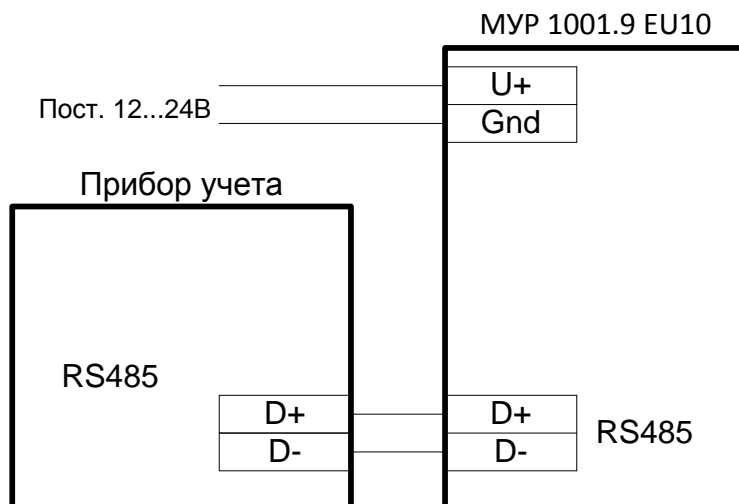 МУР 1001.9 EU10
U+
Пост. 12...24В
Gnd
Прибор учета
RS485
D+
D+
RS485
D-
D-